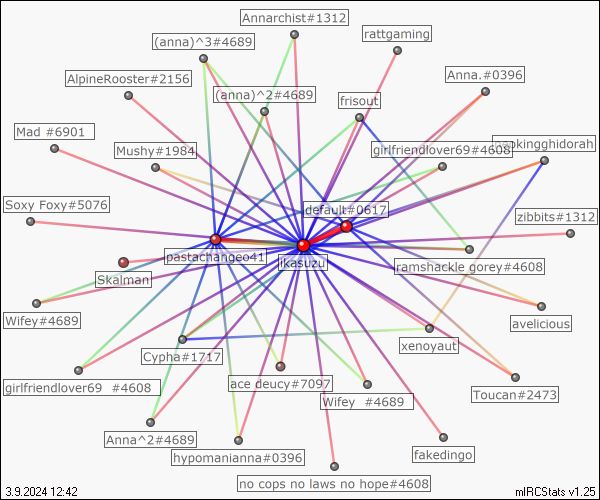 Annarchist#1312
rattgaming
(anna)^3#4689
AlpineRooster#2156
Anna.#0396
(anna)^2#4689
frisout
Mad #6901
Mushy#1984
girlfriendlover69#4608
okingghidorah
Soxy Foxy#5076
default#0617
zibbits#1312
pastachangeo41
ikasuzu
ramshackle gorey#4608
Skalman
Wifey#4689
avelicious
Cypha#1717
xenoyaut
girlfriendlover69 #4608
ace deucy#7097
Wifey #4689
Toucan#2473
Anna^2#4689
hypomanianna#0396
fakedingo
no cops no laws no hope#4608
3.9.2024 12:42
mIRCStats v1.25